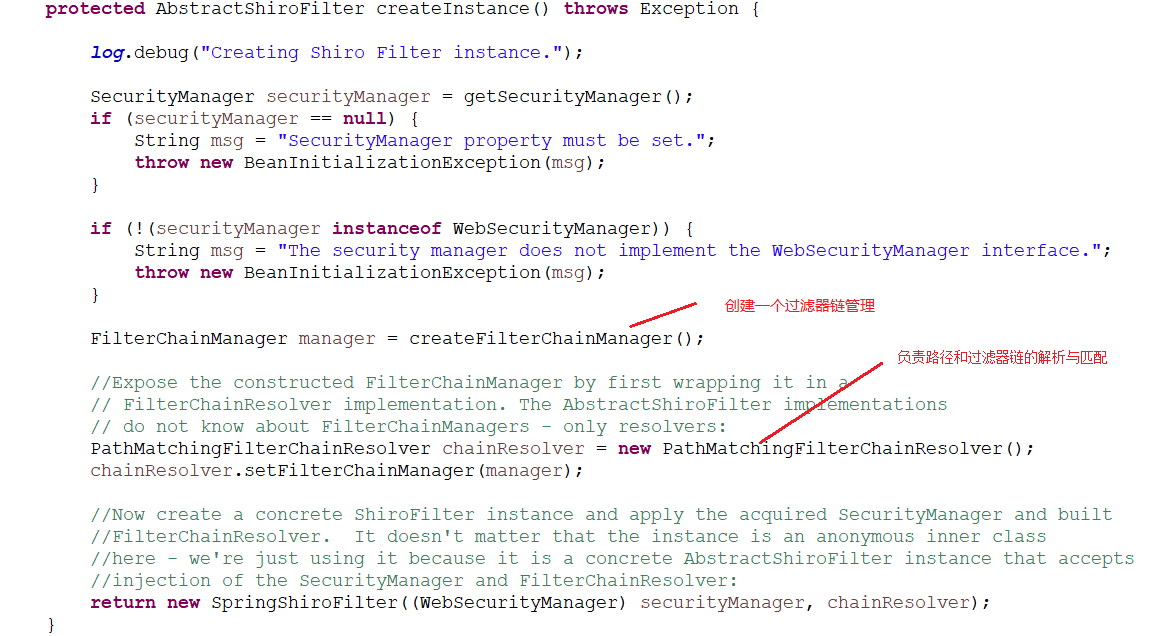 protected AbstractShiroFilter createInstance() throws Exception {
log.debug("Creating Shiro Filter instance.");
SecurityManager securityManager = getSecurityManager();
if (securityManager == null) {
String msg = "SecurityManager property must be set.";
throw new BeanInitializationException(msg);
}
if (!(securityManager instanceof WebSecurityManager)) {
String msg = "The security manager does not implement the WebSecurityManager interface.";
throw new BeanInitializationException(msg);
}
创建一个过滤器链管理
FilterChainManager manager = createFilterChainManager();
负责路径和过滤器链的解析与匹配
//Expose the constructed FilterChainManager by first wrapping it in a
// FilterChainResolver implementation. The AbstractShiroFilter implementations
// do not know about FilterChainManagers - only resolvers:
PathMatchingFilterChainResolver chainResolver = new PathMatchingFilterChainResolver();
chainResolver.setFilterChainManager(manager);
//Now create a concrete ShiroFilter instance and apply the acquired SecurityManager and built
//FilterChainResolver.  It doesn't matter that the instance is an anonymous inner class
//here - we're just using it because it is a concrete AbstractShiroFilter instance that accepts
//injection of the SecurityManager and FilterChainResolver:
return new SpringShiroFilter((WebSecurityManager) securityManager, chainResolver);
}